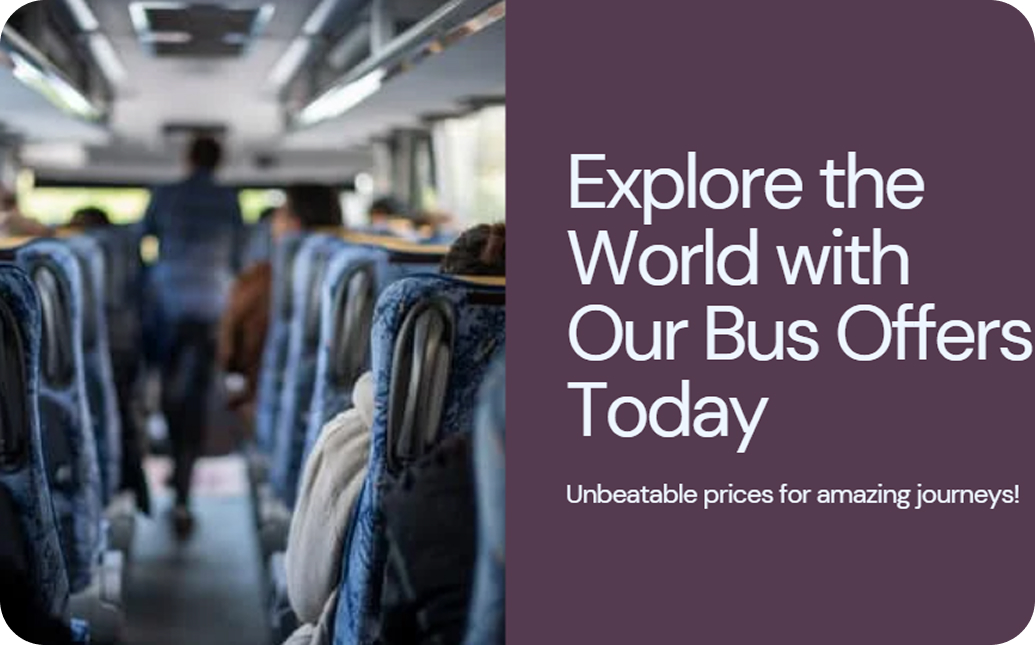 Explore the
World with
Our Bus Offers
Today
Unbeatable prices for amazing journeys!